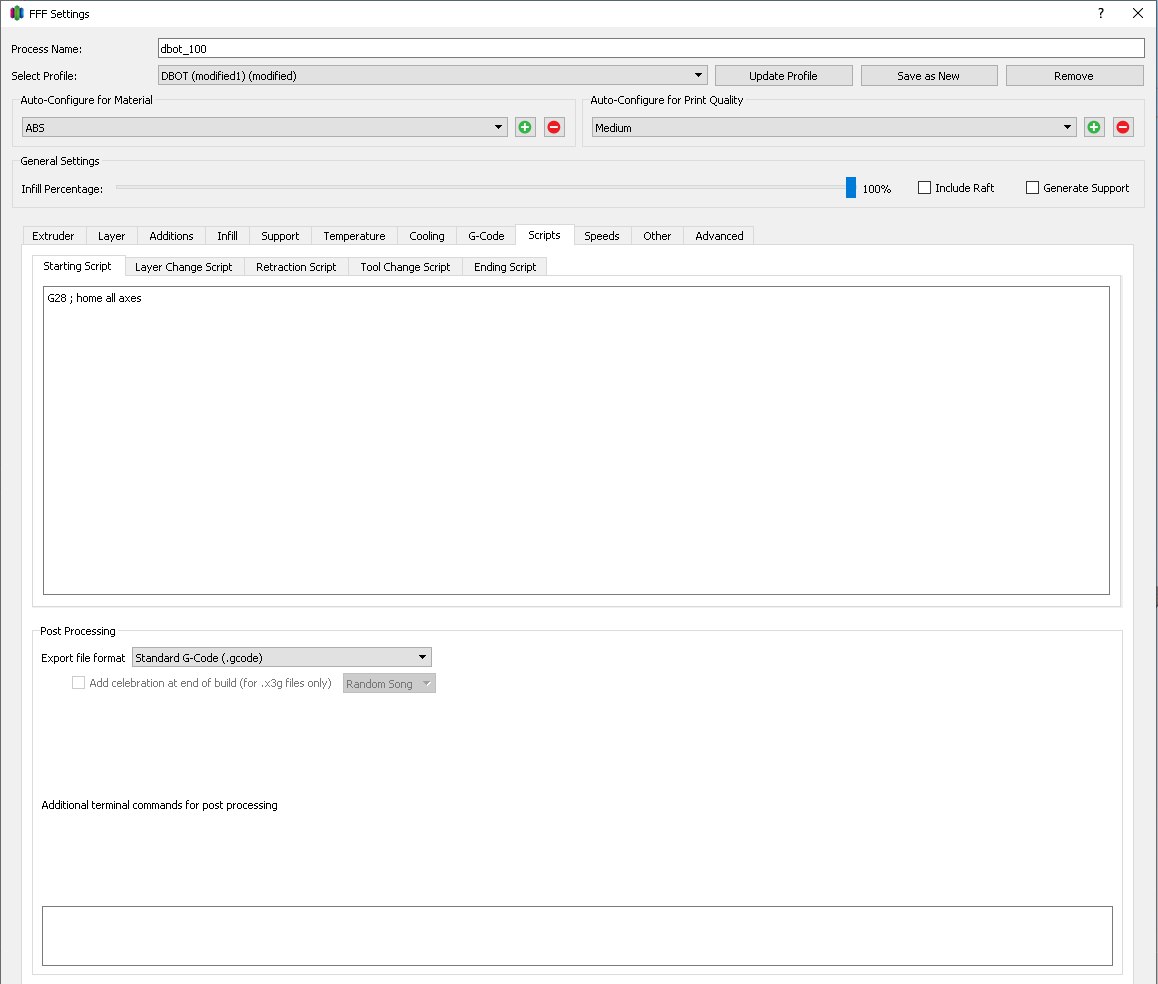 FFF Settings ? ✕
Process Name: dbot_100
Select Profile: DBOT (modified1) (modified) Update Profile Save as New Remove
Auto-Configure for Material Auto-Configure for Print Quality
ABS Medium
General Settings
Infill Percentage: 100% Include Raft Generate Support
Extruder Layer Additions Infill Support Temperature Cooling G-Code Scripts Speeds Other Advanced
Starting Script Layer Change Script Retraction Script Tool Change Script Ending Script
G28 ; home all axes
Post Processing
Export file format Standard G-Code (.gcode)
Add celebration at end of build (for .x3g files only) Random Song
Additional terminal commands for post processing